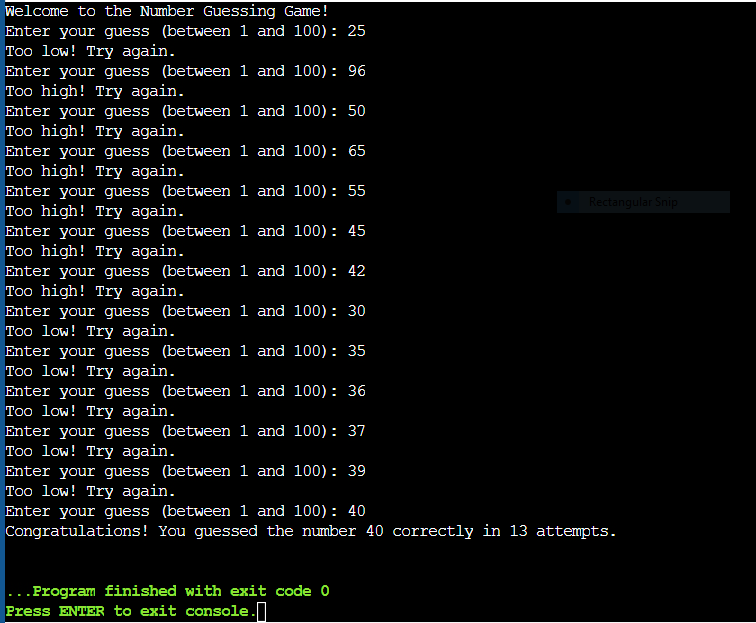 Welcome to the Number Guessing Game!
Enter your guess (between 1 and 100): 25
Too low! Try again.
Enter your guess (between 1 and 100): 96
Too high! Try again.
Enter your guess (between 1 and 100): 50
Too high! Try again.
Enter your guess (between 1 and 100): 65
Too high! Try again.
Enter your guess (between 1 and 100): 55
Too high! Try again.
Rectangular Snip
Enter your guess (between 1 and 100): 45
Too high! Try again.
Enter your guess (between 1 and 100): 42
Too high! Try again.
Enter your guess (between 1 and 100): 30
Too low! Try again.
Enter your guess (between 1 and 100): 35
Too low! Try again.
Enter your guess (between 1 and 100): 36
Too low! Try again.
Enter your guess (between 1 and 100): 37
Too low! Try again.
Enter your guess (between 1 and 100): 39
Too low! Try again.
Enter your guess (between 1 and 100): 40
Congratulations! You guessed the number 40 correctly in 13 attempts.
...Program finished with exit code 0
Press ENTER to exit console.